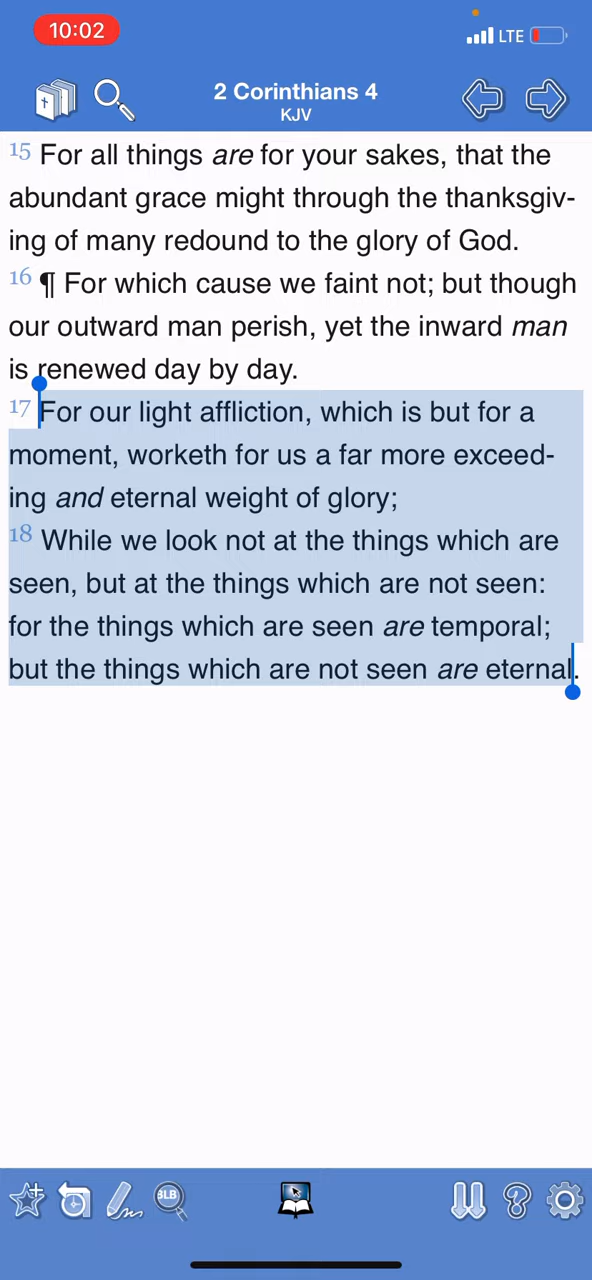 10:02
LTE
2 Corinthians 4
KJV
15 For all things are for your sakes, that the
abundant grace might through the thanksgiv-
ing of many redound to the glory of God.
16 ¶ For which cause we faint not; but though
our outward man perish, yet the inward man
is renewed day by day.
17 For our light affliction, which is but for a
moment, worketh for us a far more exceed-
ing and eternal weight of glory;
18 While we look not at the things which are
seen, but at the things which are not seen:
for the things which are seen are temporal;
but the things which are not seen are eternal.
BLB